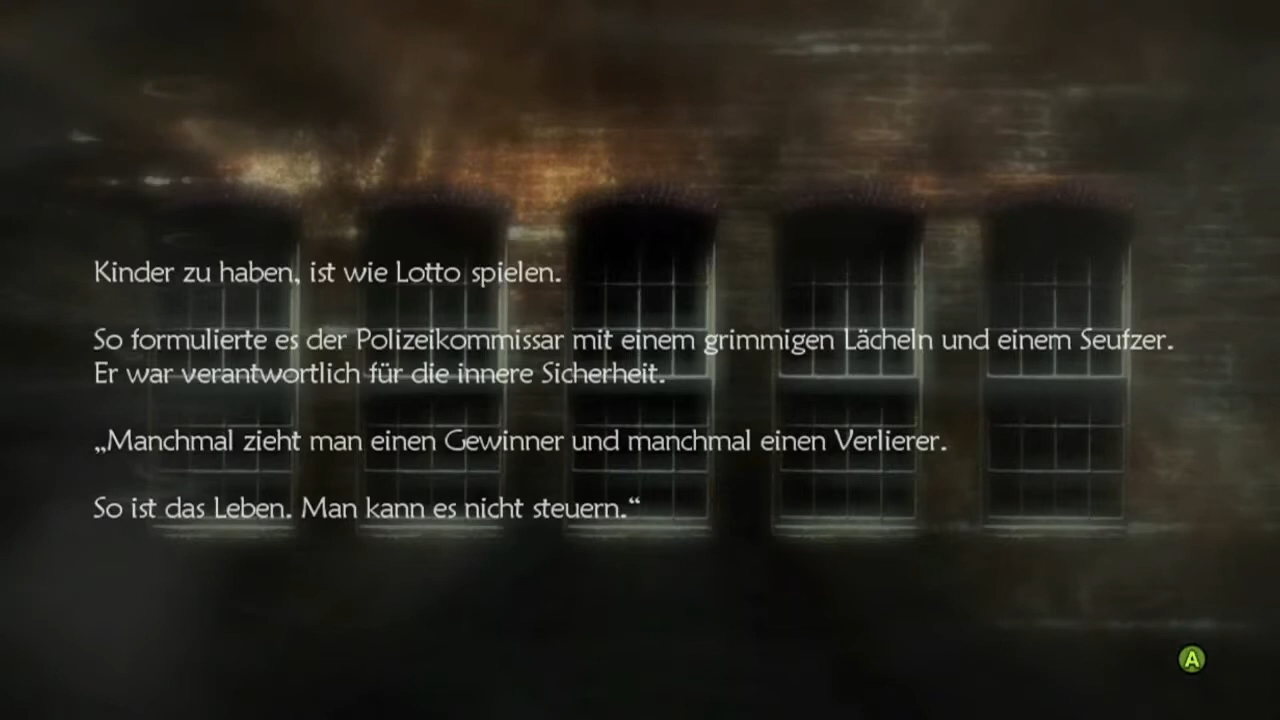 Kinder zu haben, ist wie Lotto spielen.
So formulierte es der Polizeikommissar mit einem grimmigen Lächeln und einem Seufzer.
Er war verantwortlich für die innere Sicherheit.
„Manchmal zieht man einen Gewinner und manchmal einen Verlierer.
So ist das Leben. Man kann es nicht steuern.“
A